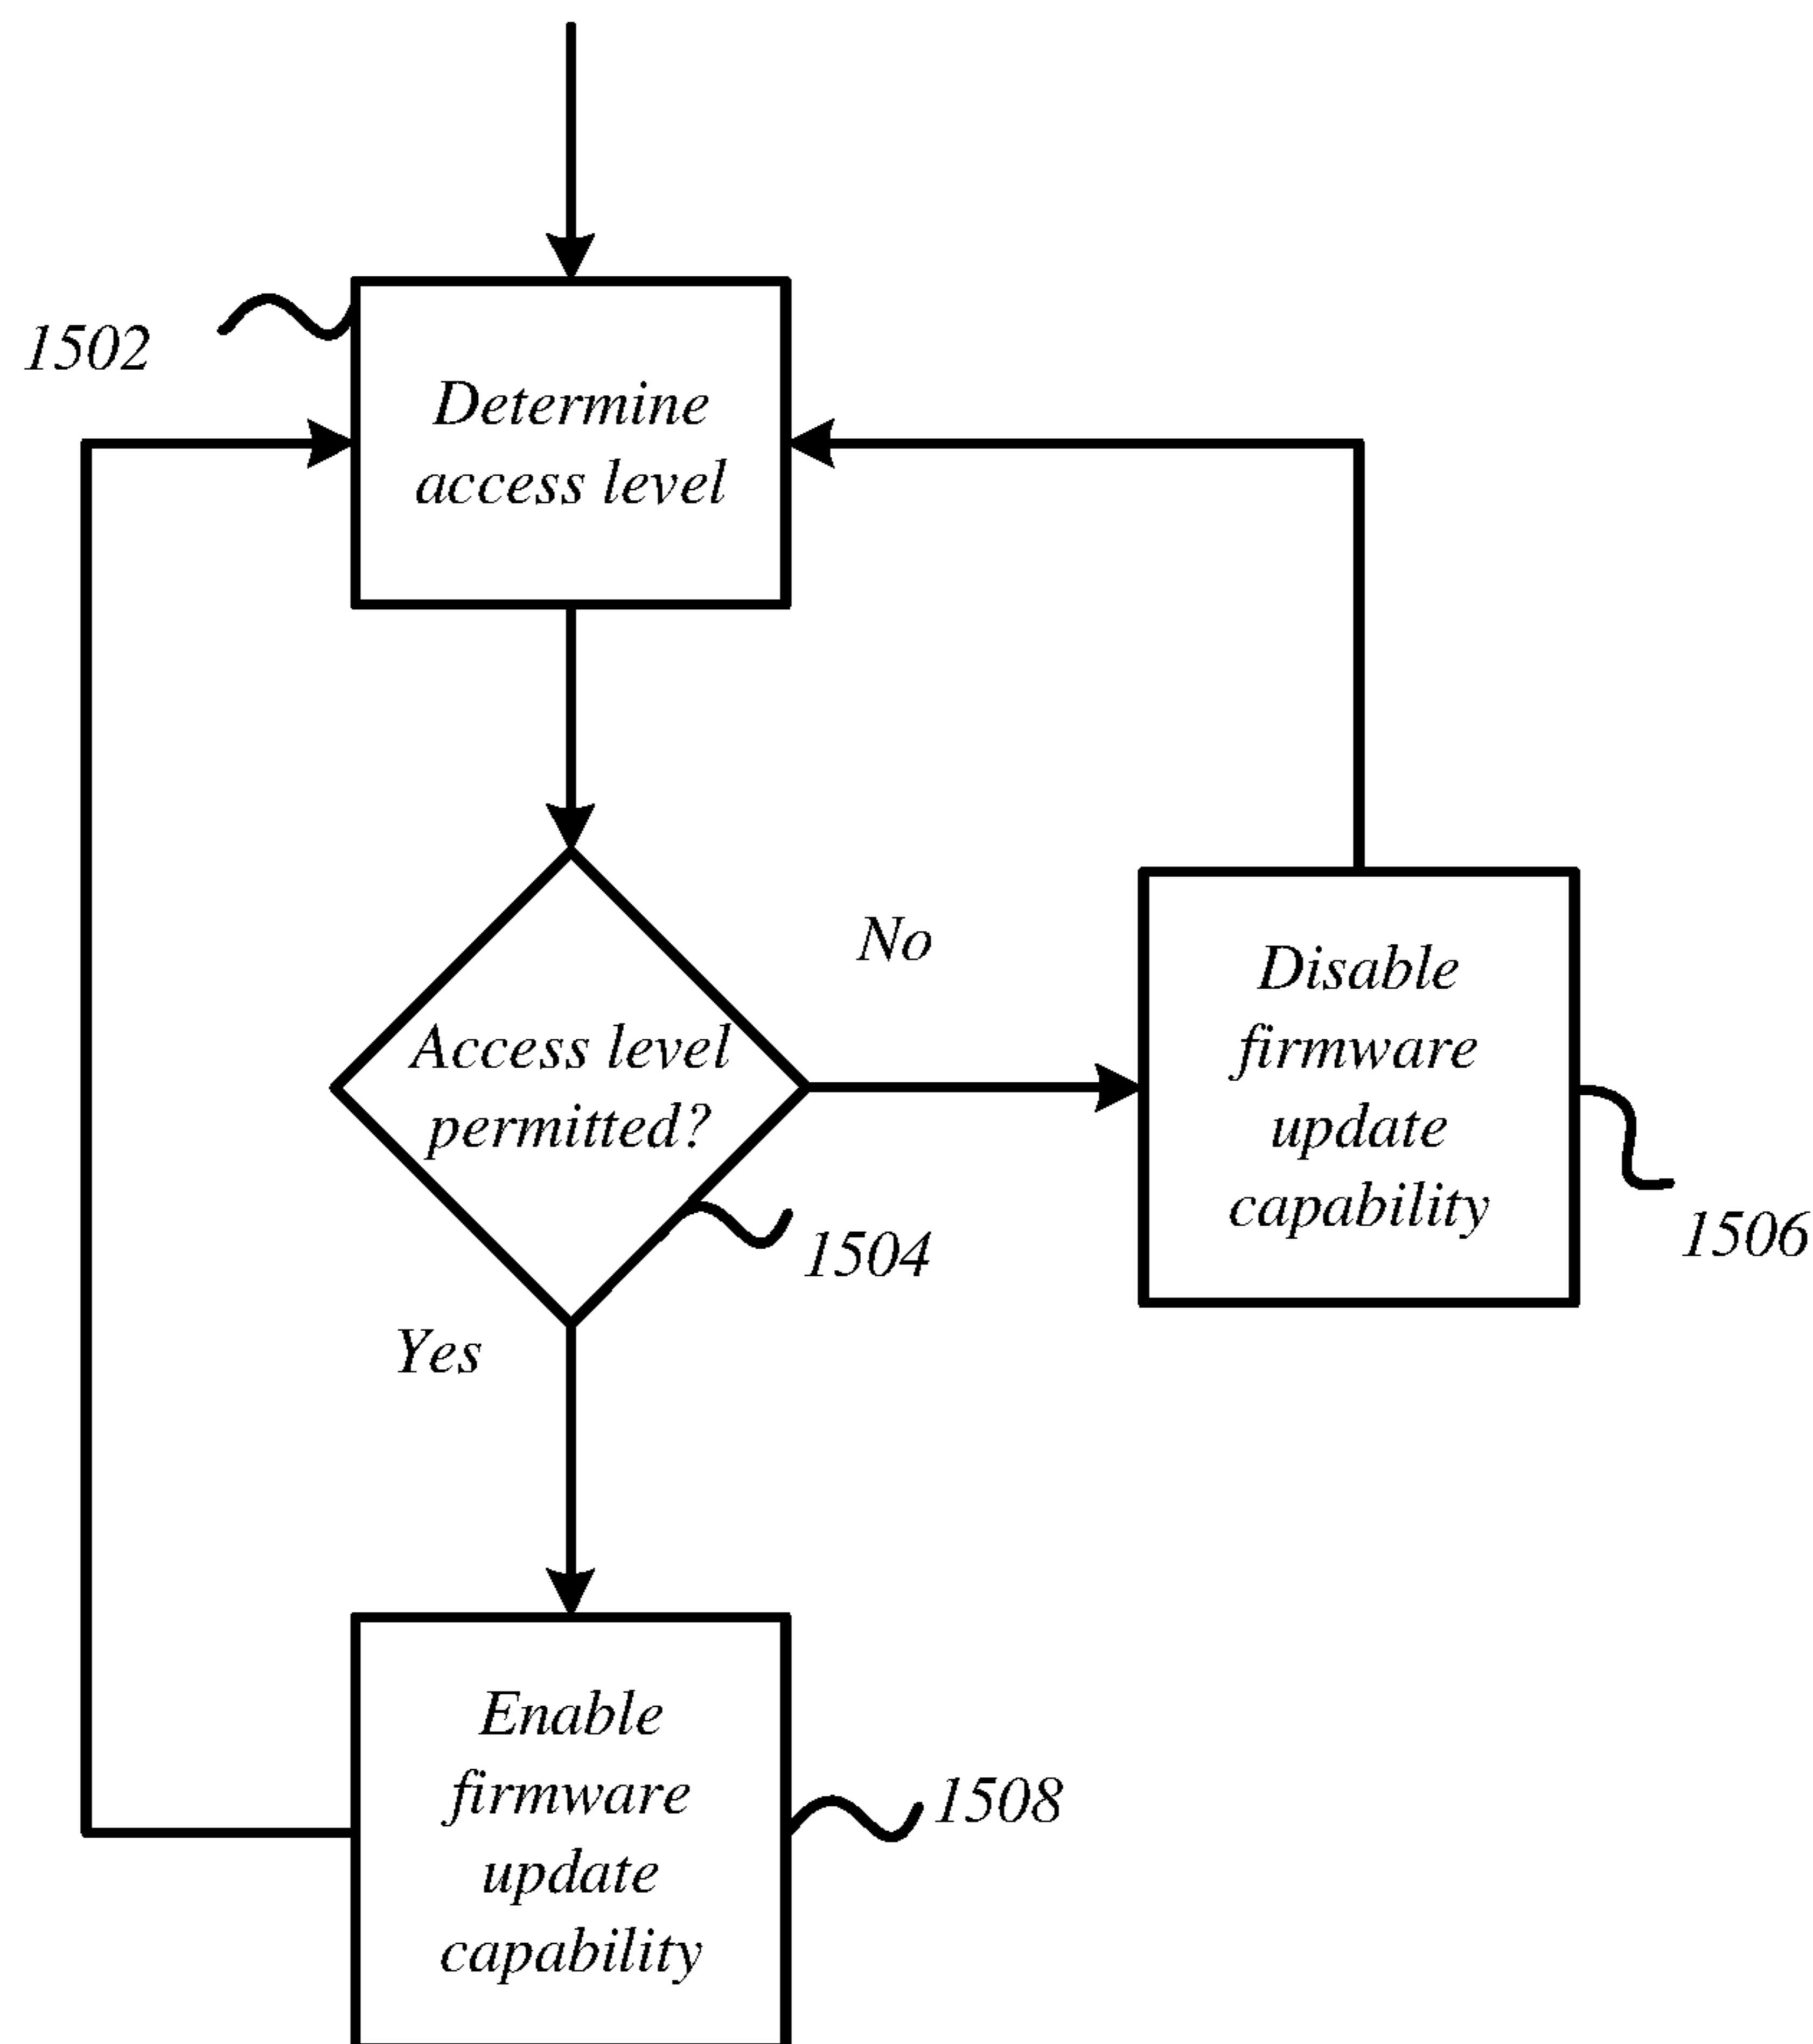 1502
Determine
access level
No
Access level
permitted?
1504
Yes
Disable
firmware
update
capability
1506
Enable
firmware
update
capability
1508